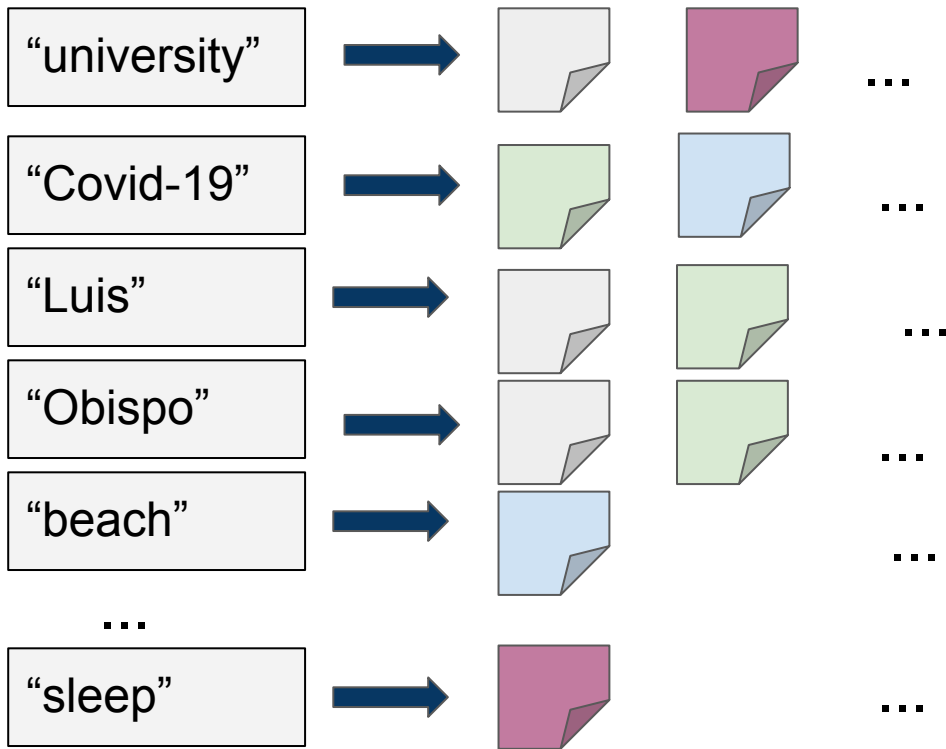 “university”
...
“Covid-19”
...
“Luis”
...
“Obispo”
...
“beach”
...
...
“sleep”
...